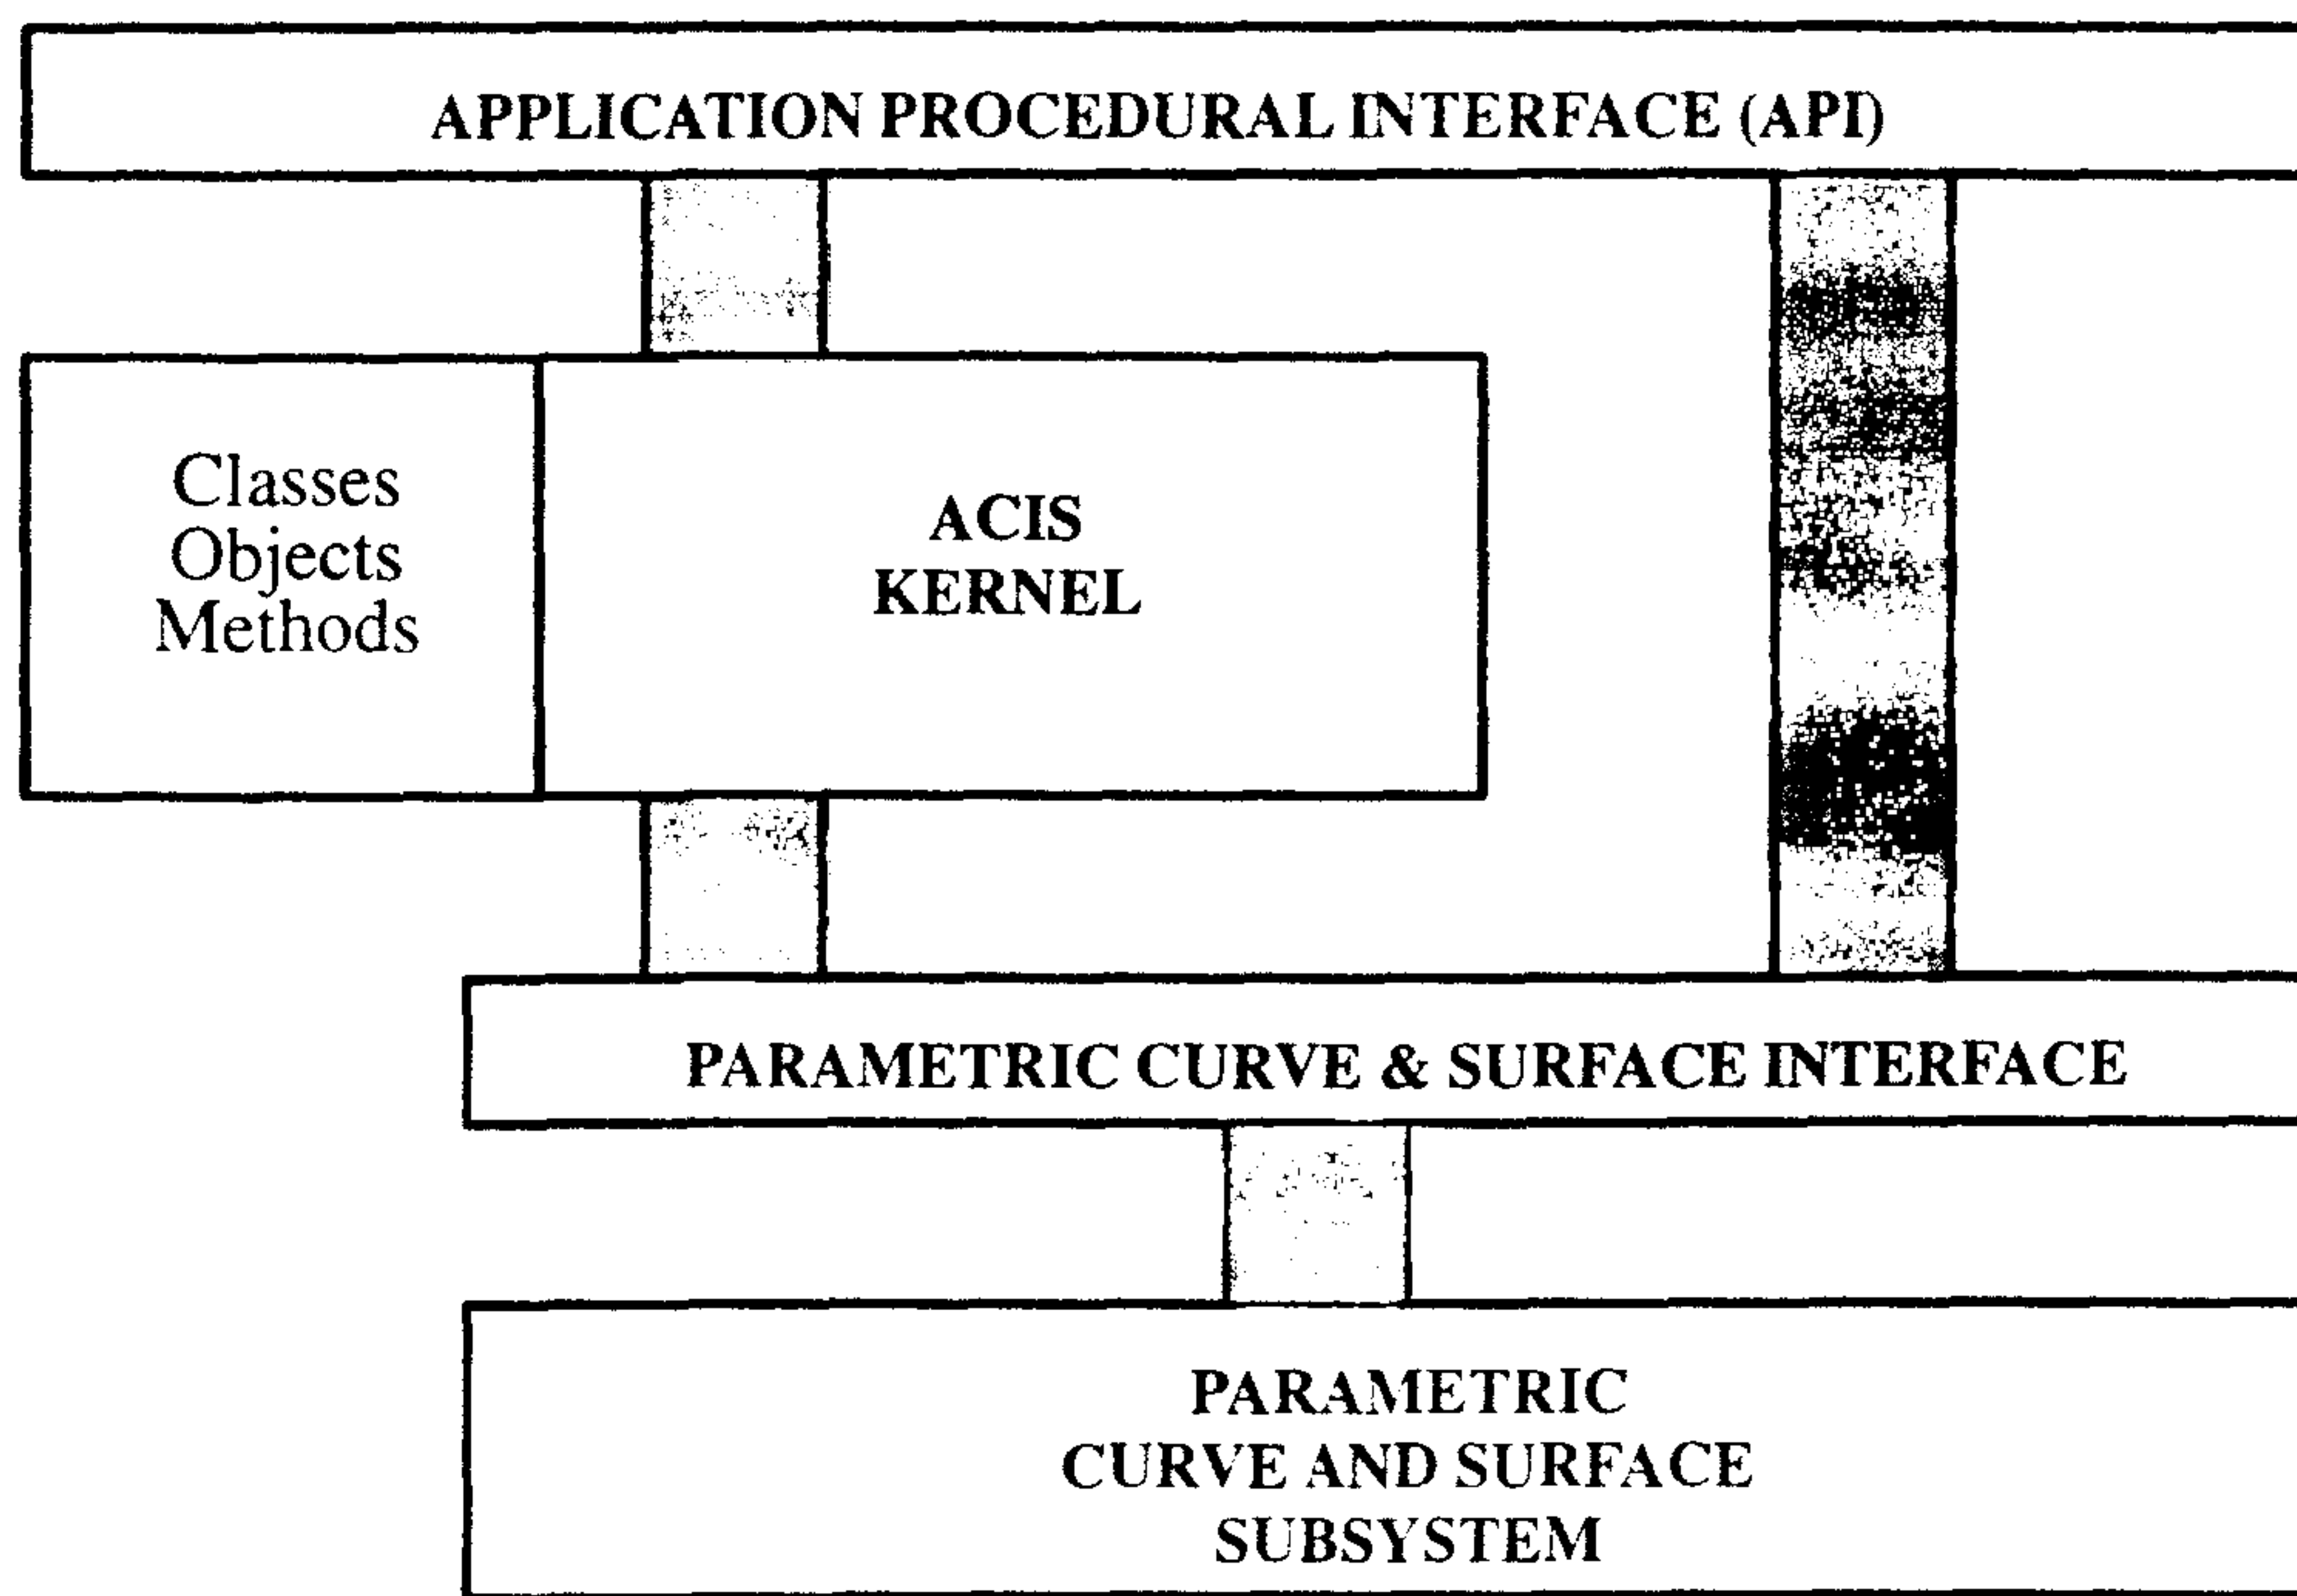 APPLICATION PROCEDURAL INTERFACE (API)
Classes
Objects
Methods
ACIS
KERNEL
PARAMETRIC CURVE & SURFACE INTERFACE
PARAMETRIC
CURVE AND SURFACE
SUBSYSTEM